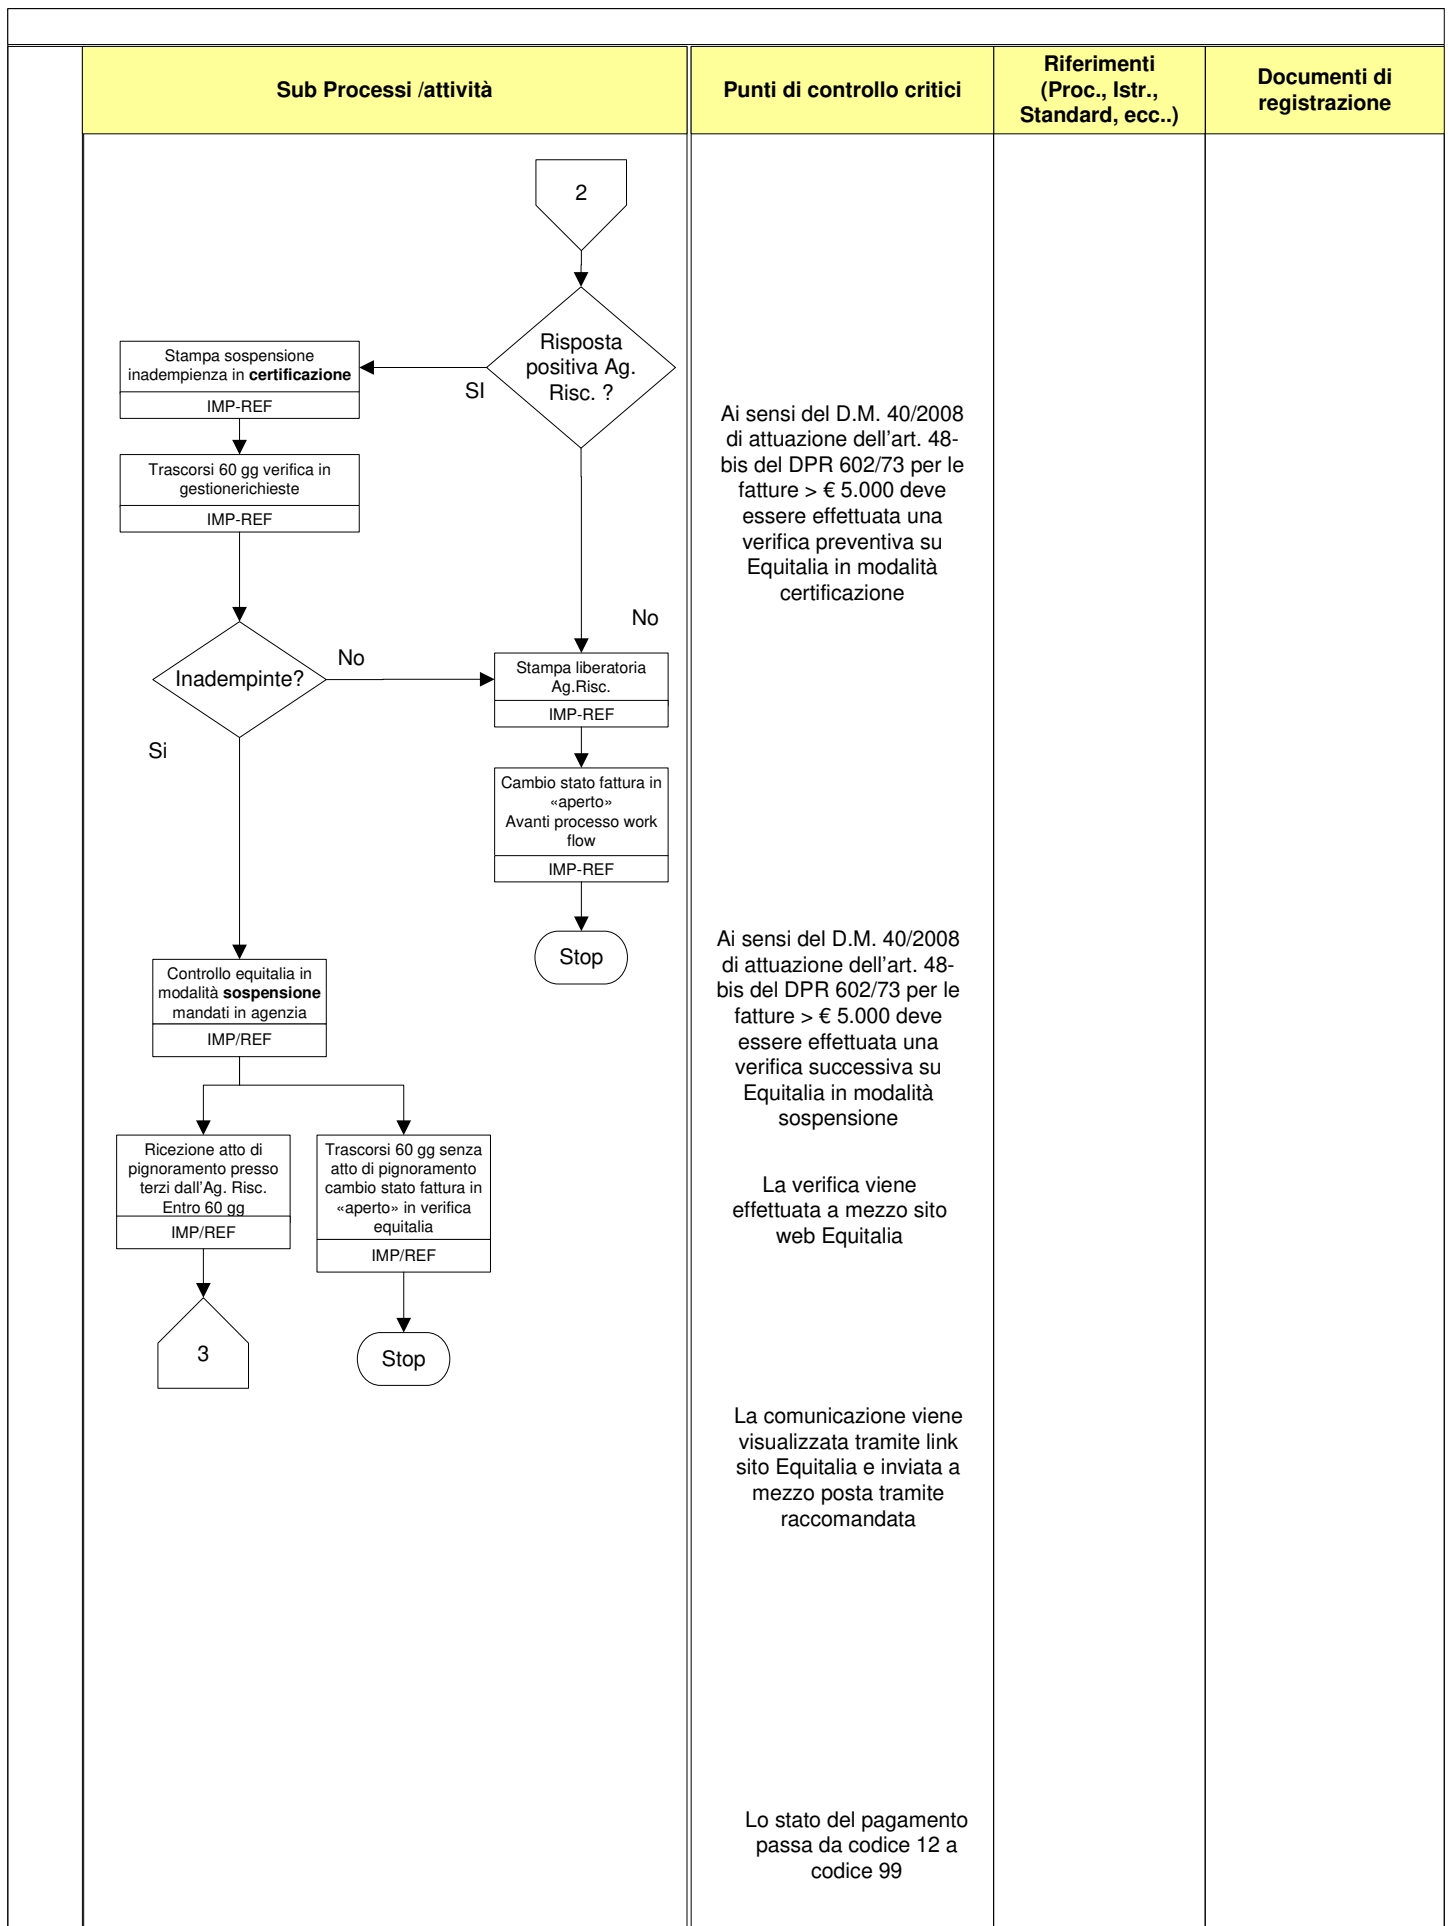 Sub Processi /attività
Punti di controllo critici
Riferimenti
(Proc., Istr.,
Standard, ecc..)
Documenti di
registrazione
2
Risposta
positiva Ag.
Risc. ?
SI
Stampa sospensione
inadempienza in certificazione
IMP-REF
Trascorsi 60 gg verifica in
gestionerichieste
IMP-REF
No
Inadempinte?
No
Si
Stampa liberatoria
Ag.Risc.
IMP-REF
Cambio stato fattura in
«aperto»
Avanti processo work
flow
IMP-REF
Stop
Controllo equitalia in
modalità sospensione
mandati in agenzia
IMP/REF
Ricezione atto di
pignoramento presso
terzi dall'Ag. Risc.
Entro 60 gg
IMP/REF
Trascorsi 60 gg senza
atto di pignoramento
cambio stato fattura in
«aperto» in verifica
equitalia
IMP/REF
3
Stop
Ai sensi del D.M. 40/2008
di attuazione dell'art. 48-
bis del DPR 602/73 per le
fatture > € 5.000 deve
essere effettuata una
verifica preventiva su
Equitalia in modalità
certificazione
Ai sensi del D.M. 40/2008
di attuazione dell'art. 48-
bis del DPR 602/73 per le
fatture > € 5.000 deve
essere effettuata una
verifica successiva su
Equitalia in modalità
sospensione
La verifica viene
effettuata a mezzo sito
web Equitalia
La comunicazione viene
visualizzata tramite link
sito Equitalia e inviata a
mezzo posta tramite
raccomandata
Lo stato del pagamento
passa da codice 12 a
codice 99